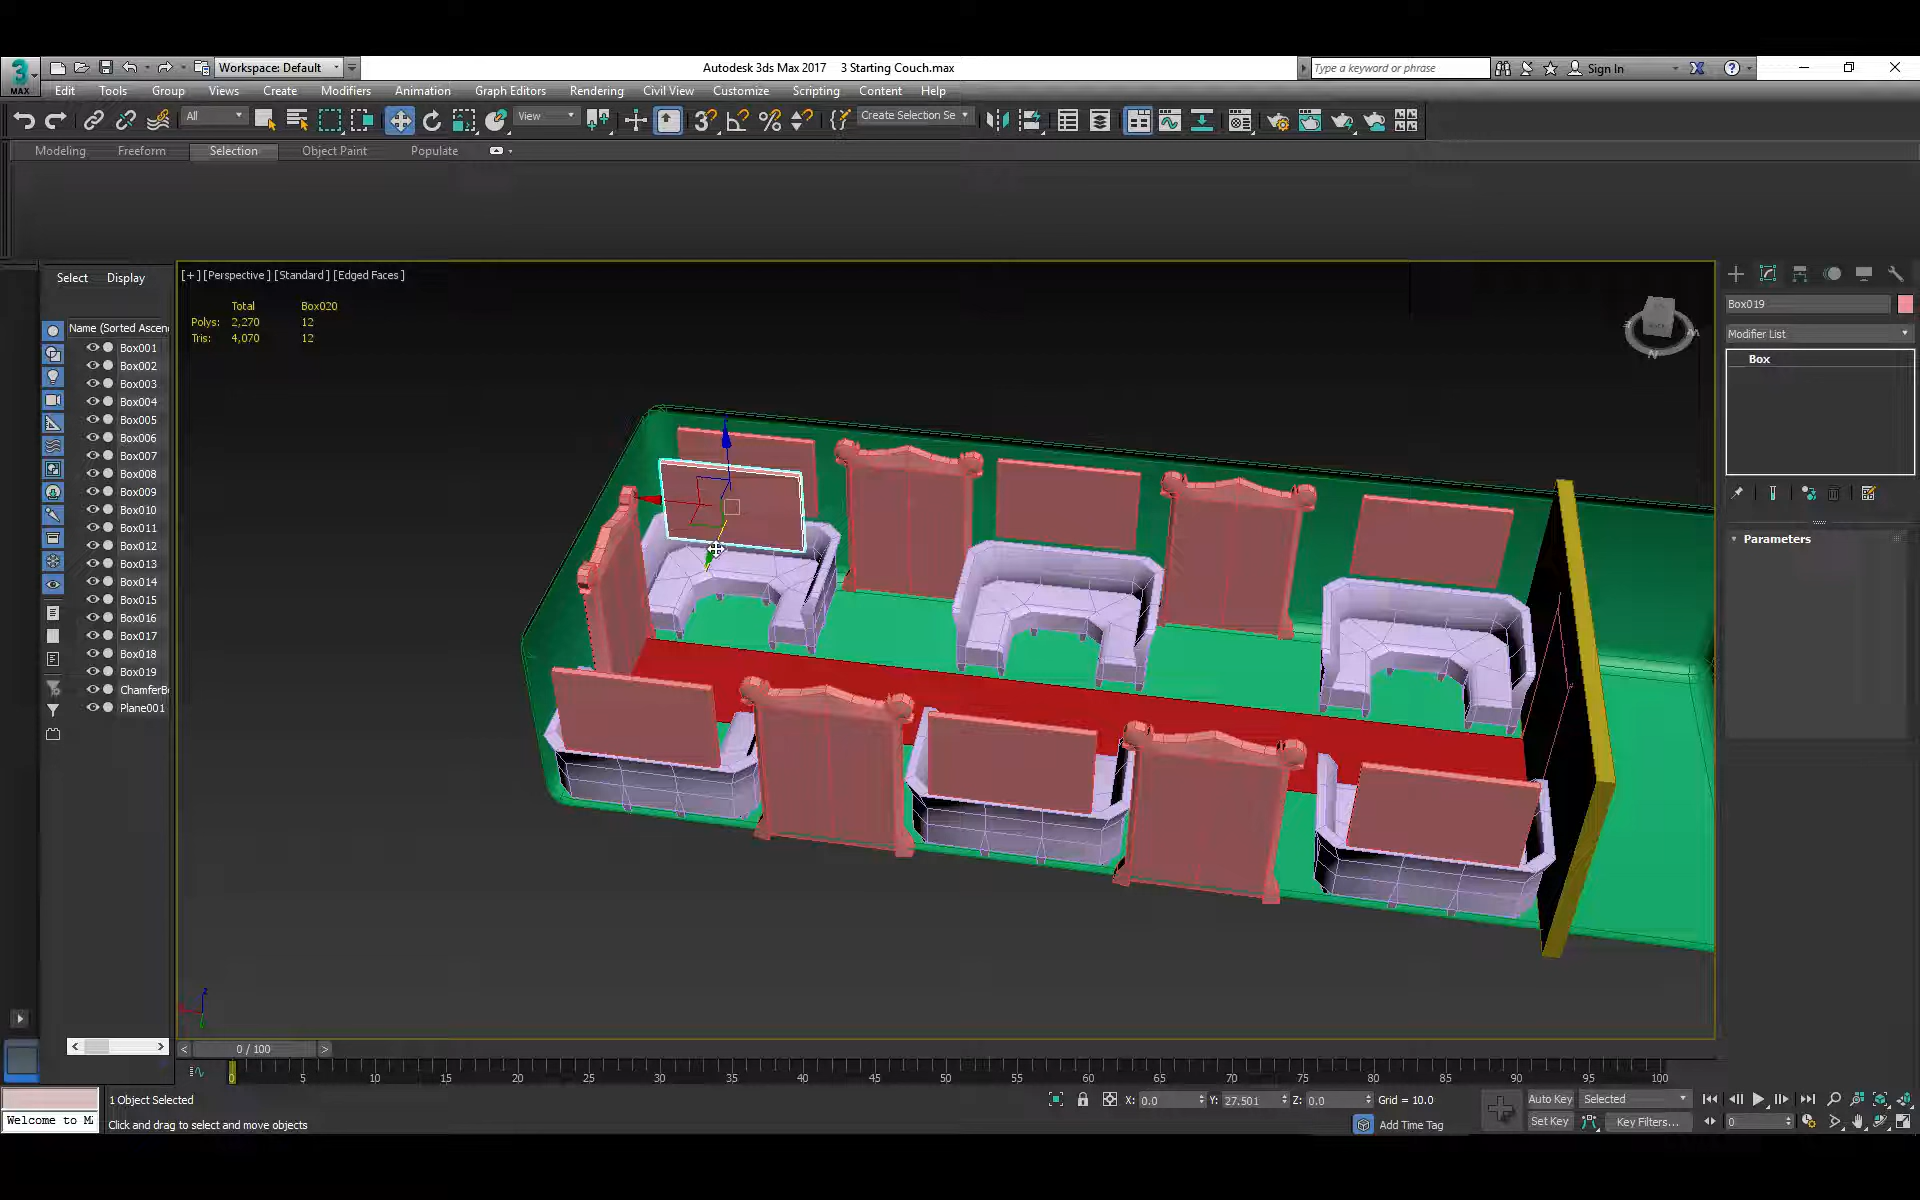 3
MAX
Workspace: Default
Autodesk 3ds Max 2017    3 Starting Couch.max
Type a keyword or phrase
Sign In
Edit Tools Group Views Create Modifiers Animation Graph Editors Rendering Civil View Customize Scripting Content Help
All
View
Create Selection Se
Modeling Freeform Selection Object Paint Populate
Select Display
[+] [Perspective ] [Standard ] [Edged Faces ]
Name (Sorted Ascen
Box001
Box002
Box003
Box004
Box005
Box006
Box007
Box008
Box009
Box010
Box011
Box012
Box013
Box014
Box015
Box016
Box017
Box018
Box019
ChamferBo
Plane001
Total Box020
Polys: 2,270 12
Tris: 4,070 12
N
z
Box019
Modifier List
Box
Parameters
< 0 / 100 >
0 5 10 15 20 25 30 35 40 45 50 55 60 65 70 75 80 85 90 95 100
1 Object Selected
X: 0.0 Y: 27.501 Z: 0.0 Grid = 10.0
Auto Key Selected
Welcome to M
Click and drag to select and move objects
Add Time Tag
Set Key Key Filters...
0